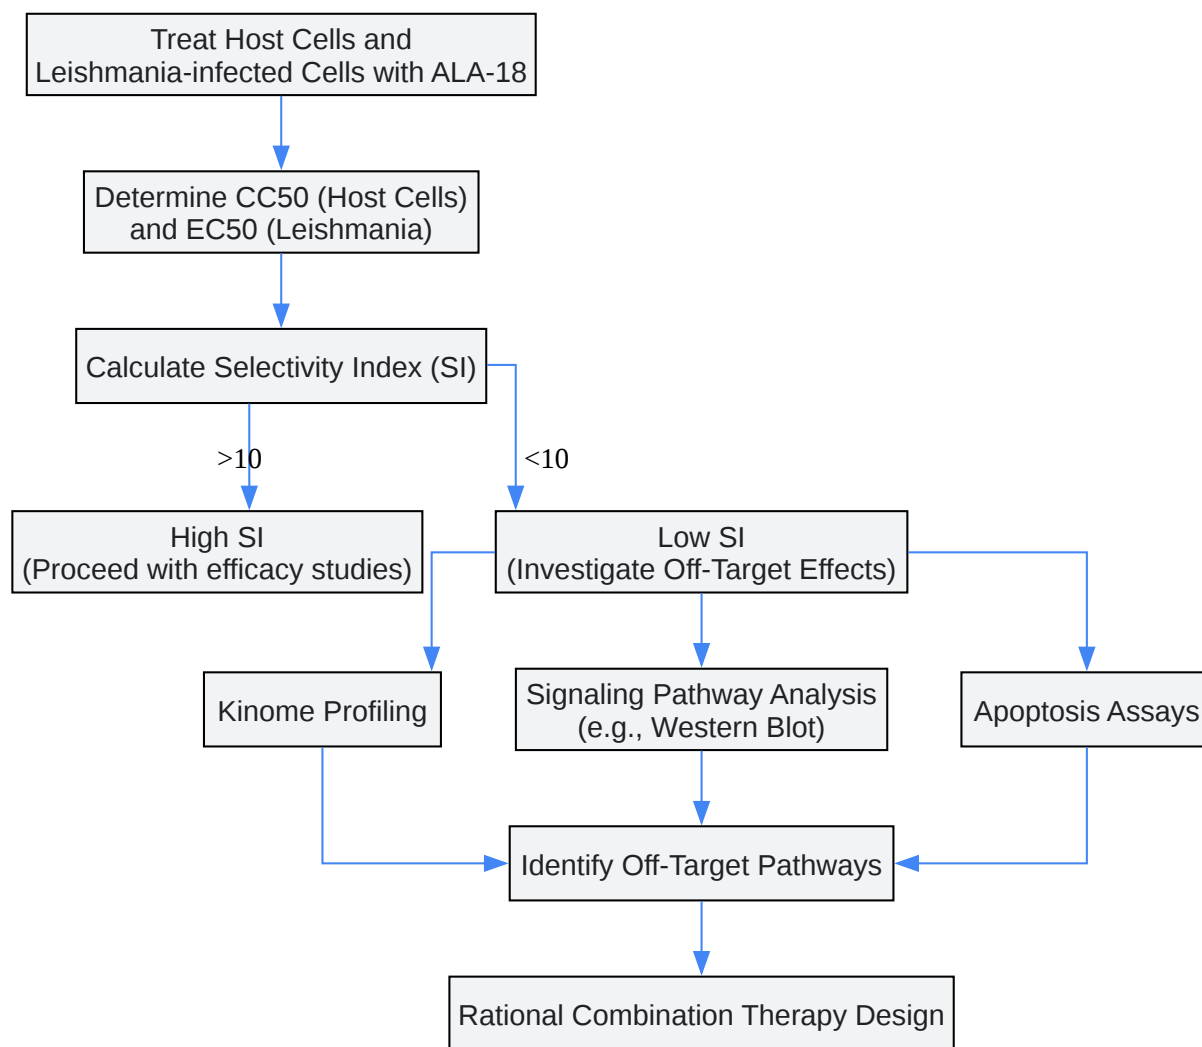 Treat Host Cells and
Leishmania-infected Cells with ALA-18
Determine CC50 (Host Cells)
and EC50 (Leishmania)
Calculate Selectivity Index (SI)
>10
<10
High SI
(Proceed with efficacy studies)
Low SI
(Investigate Off-Target Effects)
Kinome Profiling
Signaling Pathway Analysis
(e.g., Western Blot)
Apoptosis Assays
Identify Off-Target Pathways
Rational Combination Therapy Design